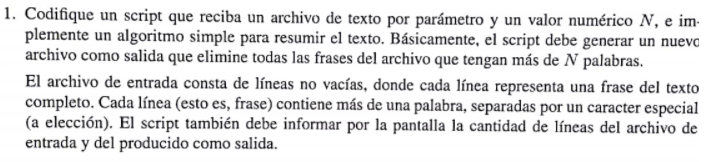 1. Codifique un script que reciba un archivo de texto por parámetro y un valor numérico N, e im-
plemente un algoritmo simple para resumir el texto. Básicamente, el script debe generar un nuevo
archivo como salida que elimine todas las frases del archivo que tengan más de N palabras.
El archivo de entrada consta de líneas no vacías, donde cada línea representa una frase del texto
completo. Cada línea (esto es, frase) contiene más de una palabra, separadas por un caracter especial
(a elección). El script también debe informar por la pantalla la cantidad de líneas del archivo de
entrada y del producido como salida.